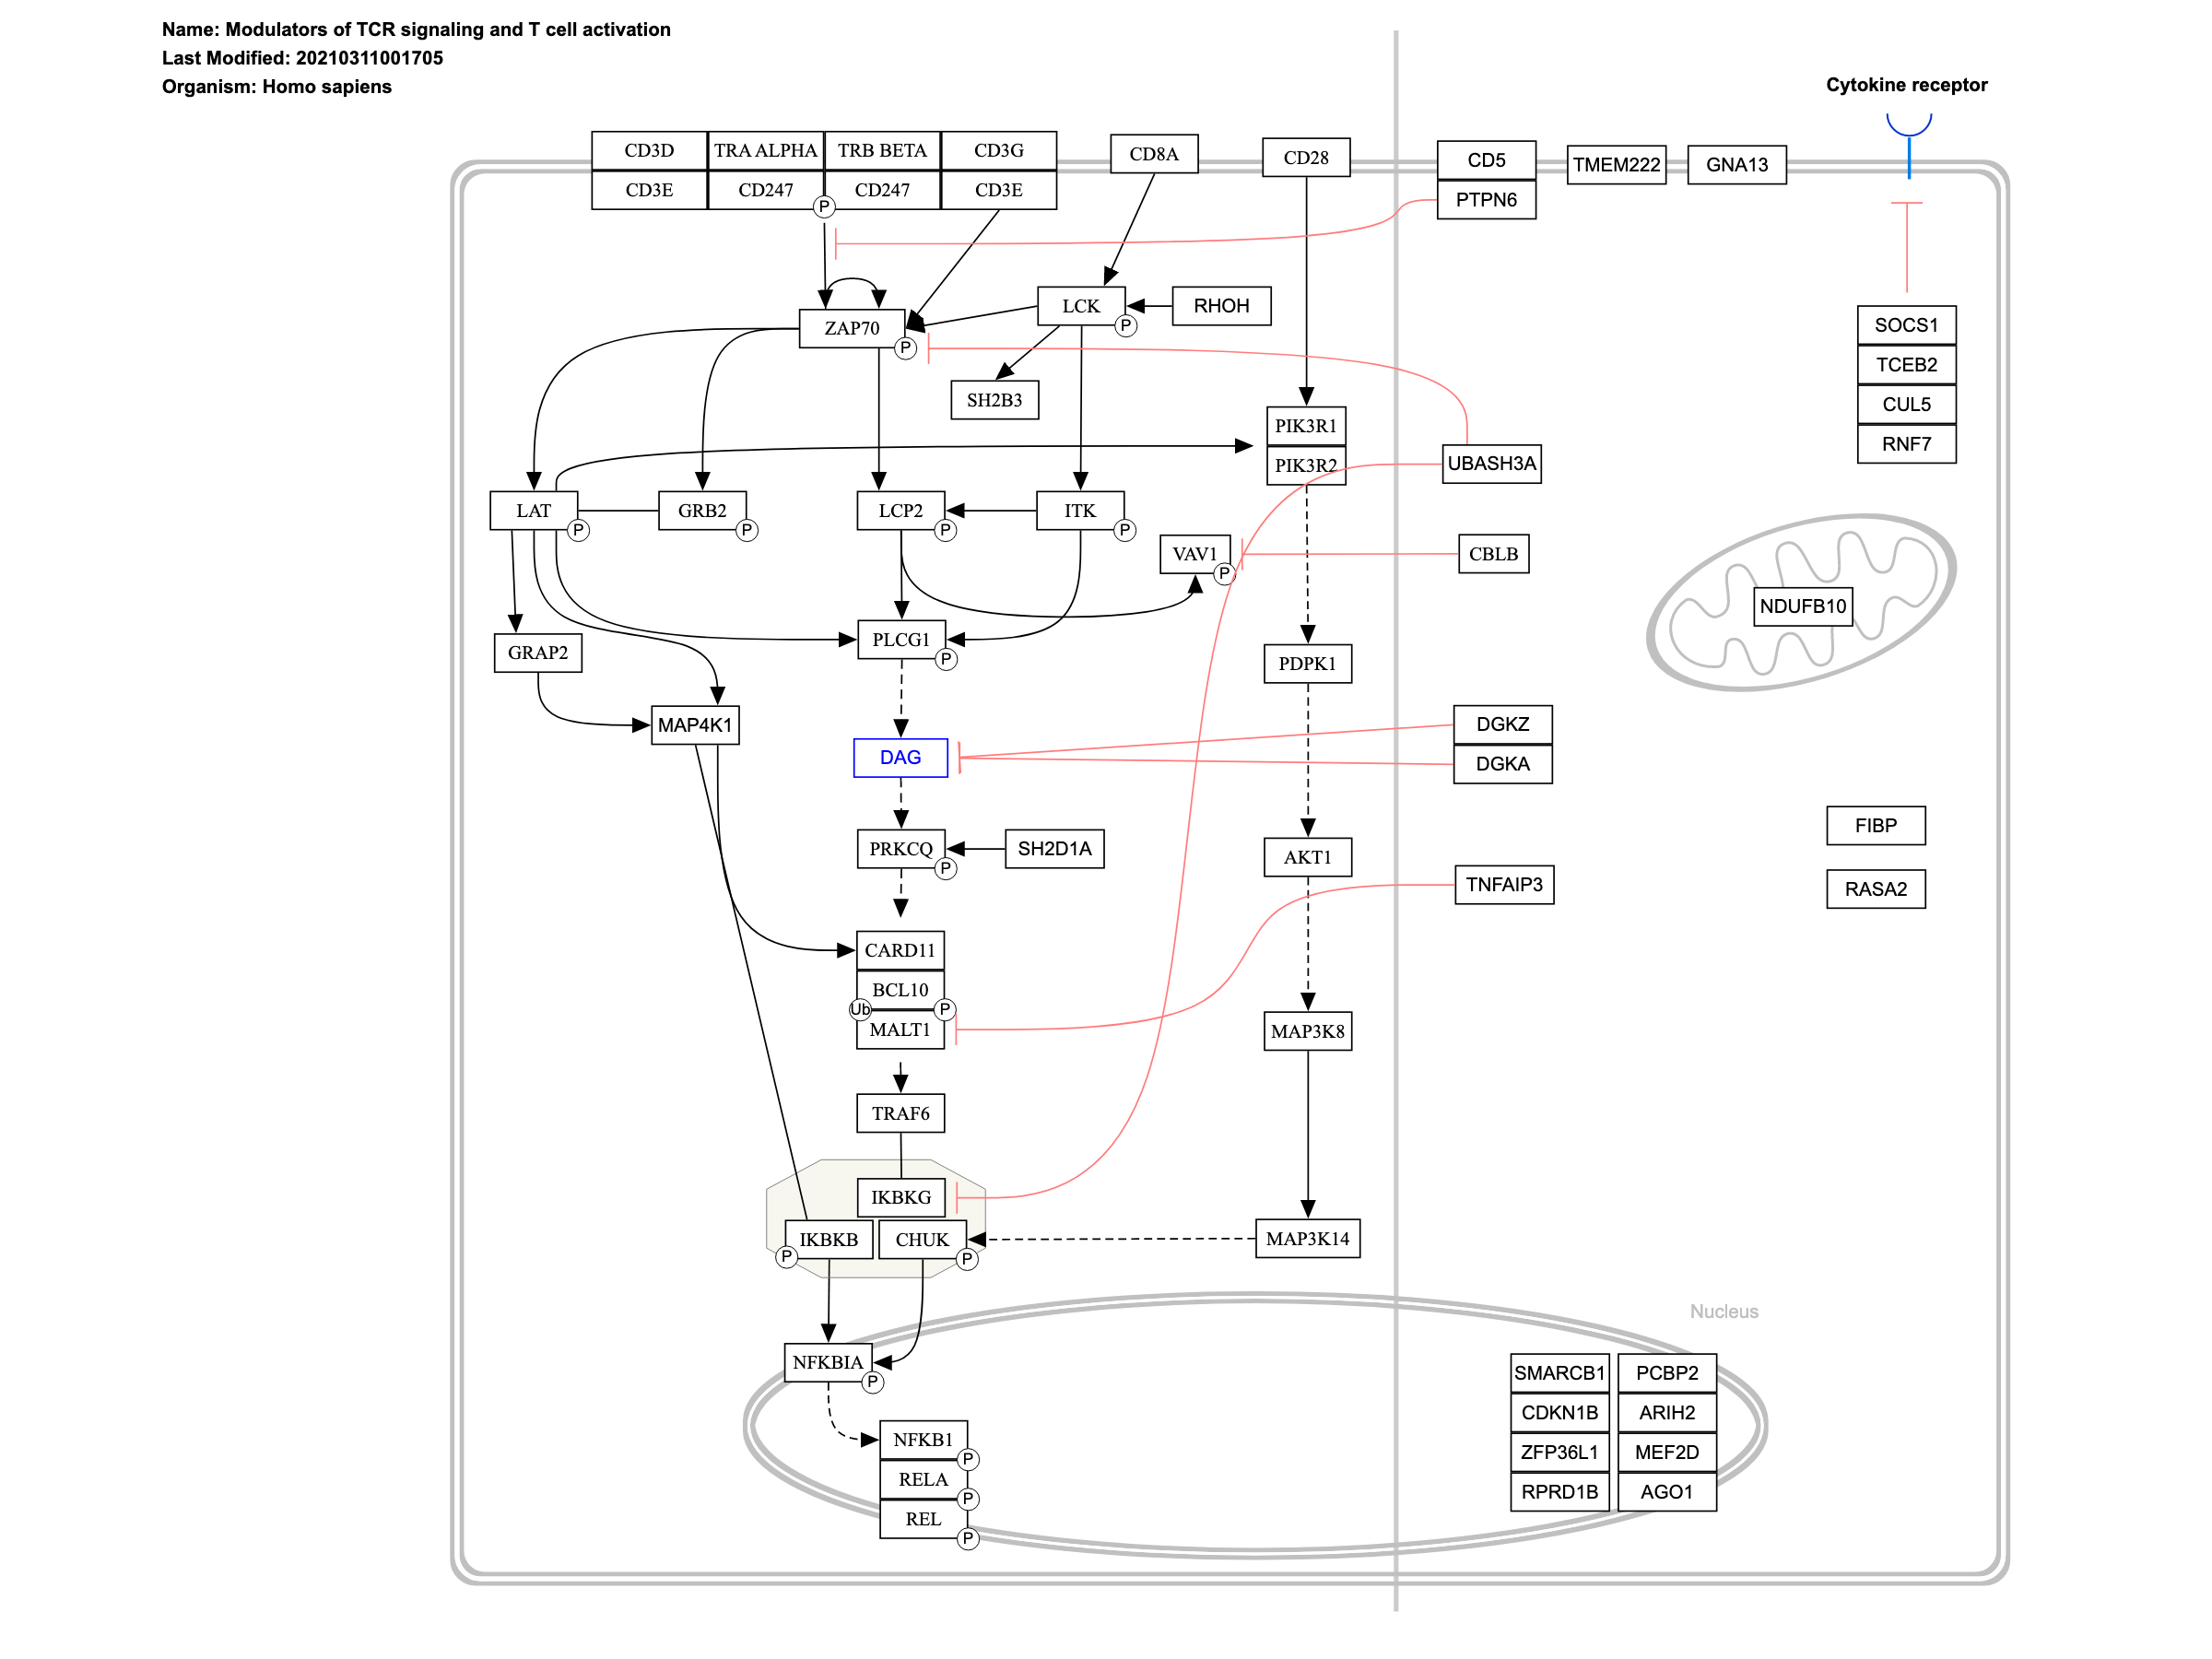 Name: Modulators of TCR signaling and T cell activation
Last Modified: 20210311001705
Organism: Homo sapiens
Cytokine receptor
CD3D TRA ALPHA TRB BETA CD3G
CD3E CD247 CD247 CD3E
P
CD8A
CD28
CD5
PTPN6
TMEM222
GNA13
LCK
P
RHOH
ZAP70
P
SH2B3
SOCS1
TCEB2
CUL5
RNF7
PIK3R1
PIK3R2
UBASH3A
LAT
P
GRB2
P
LCP2
P
ITK
P
VAV1
P
CBLB
NDUFB10
GRAP2
PLCG1
P
PDPK1
MAP4K1
DAG
DGKZ
DGKA
PRKCQ
P
SH2D1A
AKT1
FIBP
TNFAIP3
RASA2
CARD11
BCL10
Ub
P
MALT1
MAP3K8
TRAF6
IKBKG
IKBKB
P
CHUK
P
MAP3K14
Nucleus
NFKBIA
P
SMARCB1 PCBP2
CDKN1B ARIH2
ZFP36L1 MEF2D
RPRD1B AGO1
NFKB1
P
RELA
P
REL
P